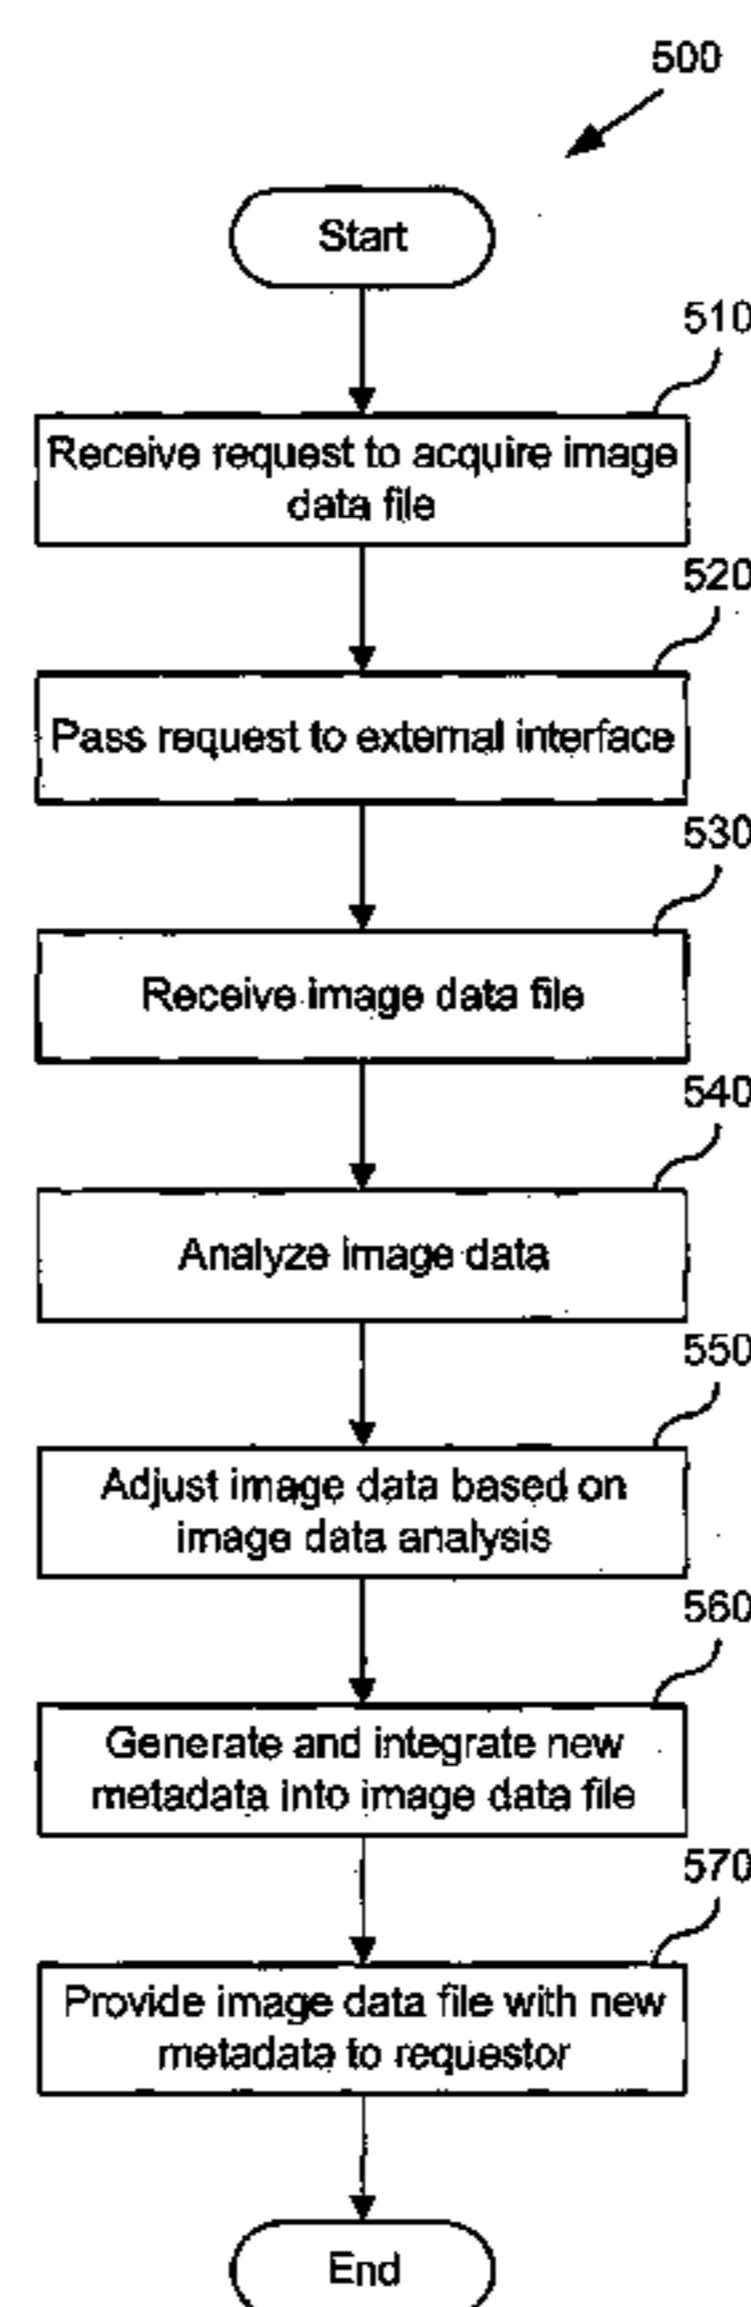 500
Start
510
Receive request to acquire image
data file
520
Pass request to external interface
530
Receive image data file
540
Analyze image data
550
Adjust image data based on
image data analysis
560
Generate and integrate new
metadata into image data file
570
Provide image data file with new
metadata to requestor
End